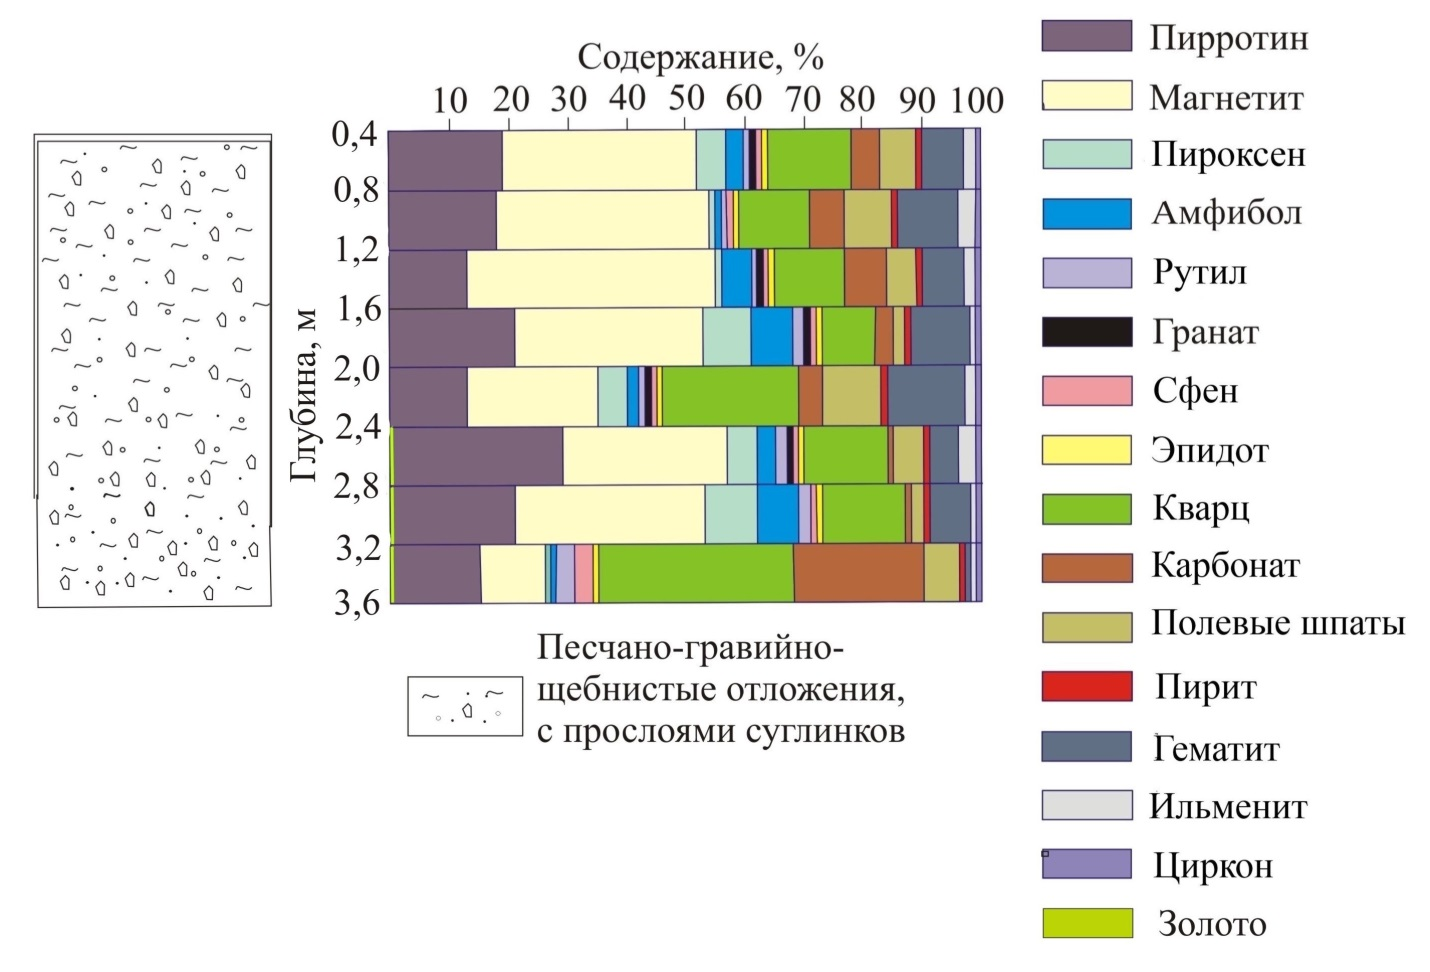 Содержание, %
10 20 30 40 50 60 70 80 90 100
Глубина, м
0,4
0,8
1,2
1,6
2,0
2,4
2,8
3,2
3,6
Песчано-гравийно-
щебнистые отложения,
с прослоями суглинков
Пирротин
Магнетит
Пироксен
Амфибол
Рутил
Гранат
Сфен
Эпидот
Кварц
Карбонат
Полевые шпаты
Пирит
Гематит
Ильменит
Циркон
Золото